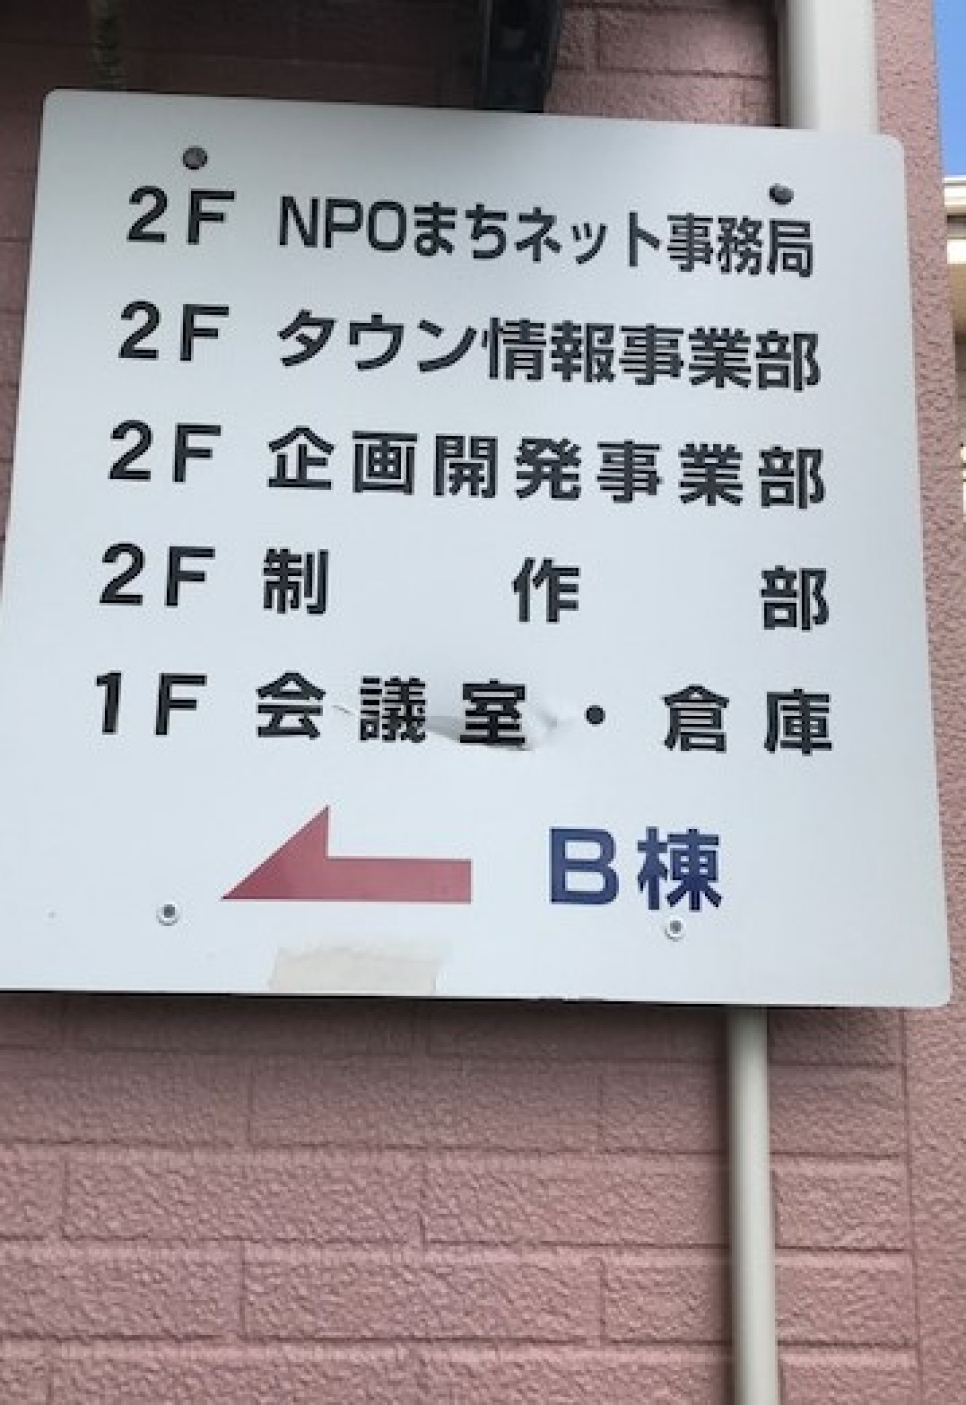 2F NPOまちネット事務局
2F タウン情報事業部
2F 企画開発事業部
2F 制作部
1F 会議室・倉庫
B棟